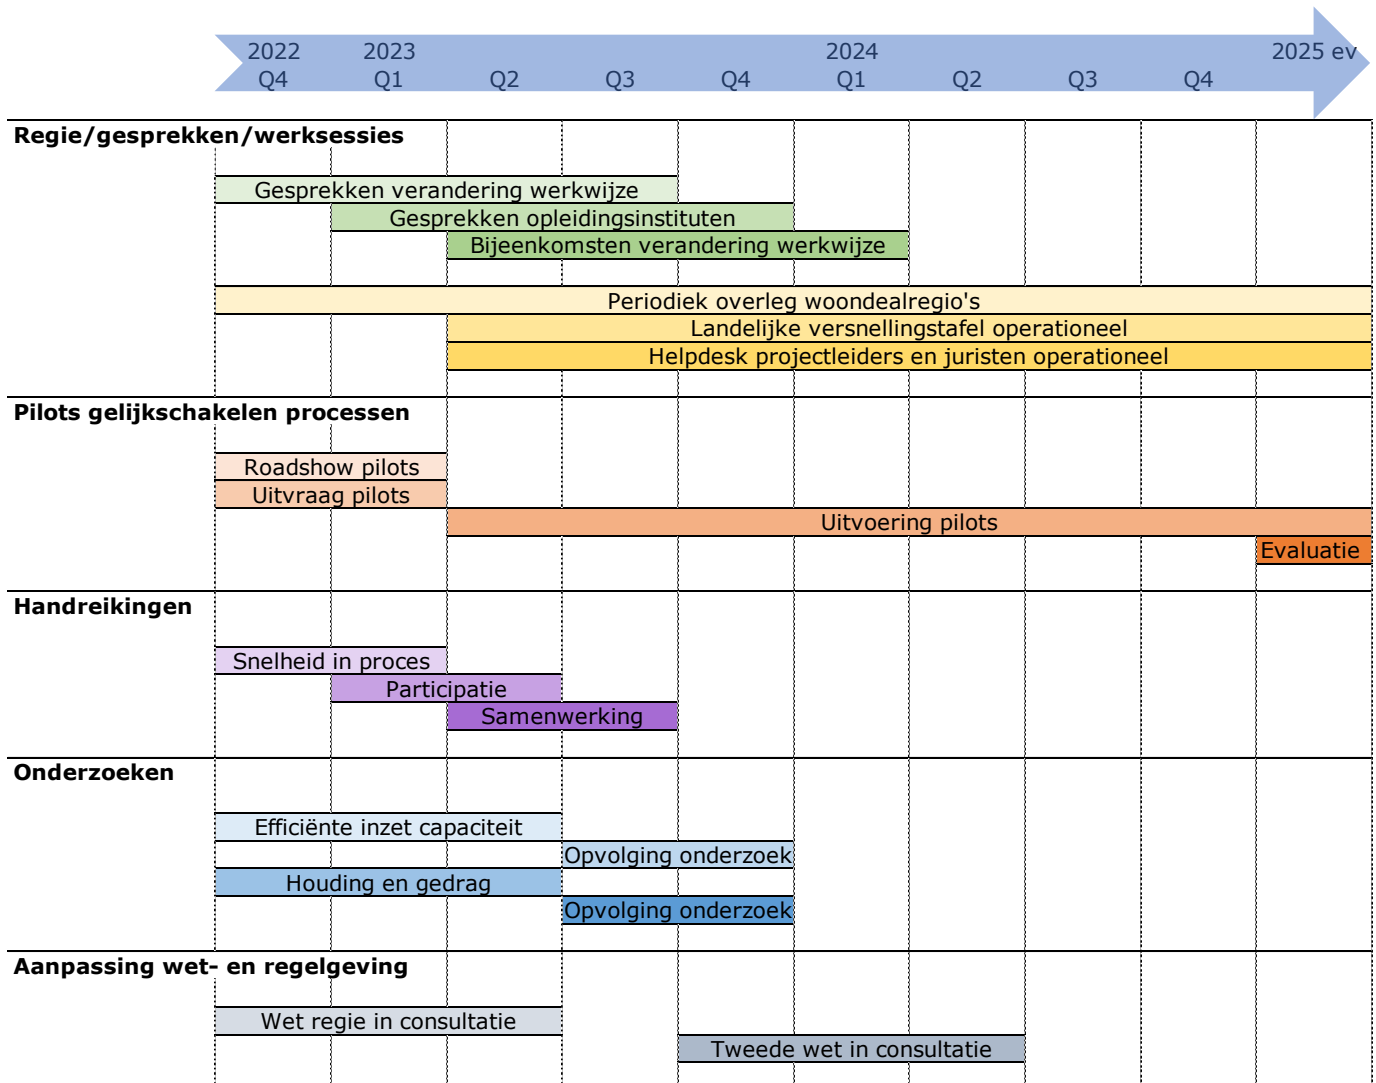 2022 2023 2024 2025 ev
Q4 Q1 Q2 Q3 Q4 Q1 Q2 Q3 Q4
Regie/gesprekken/werksessies
Gesprekken verandering werkwijze
Gesprekken opleidingsinstituten
Bijeenkomsten verandering werkwijze
Periodiek overleg woondealregio's
Landelijke versnellingstafel operationeel
Helpdesk projectleiders en juristen operationeel
Pilots gelijkschakelen processen
Roadshow pilots
Uitvraag pilots
Uitvoering pilots
Evaluatie
Handreikingen
Snelheid in proces
Participatie
Samenwerking
Onderzoeken
Efficiënte inzet capaciteit
Opvolging onderzoek
Houding en gedrag
Opvolging onderzoek
Aanpassing wet- en regelgeving
Wet regie in consultatie
Tweede wet in consultatie